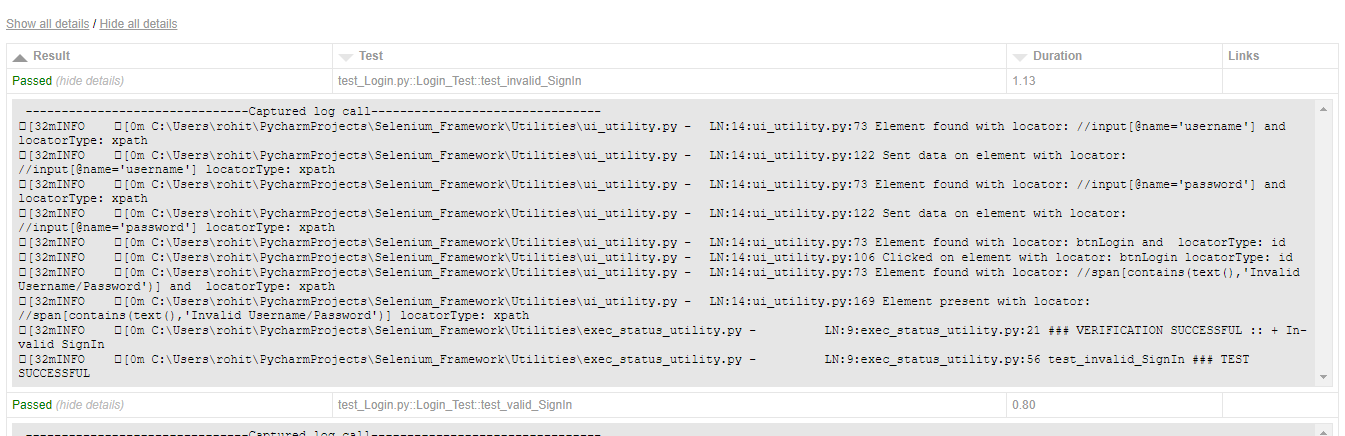 Show all details / Hide all details
Result Test Duration Links
Passed (hide details) test_Login.py::Login_Test::test_invalid_SignIn 1.13
-------------------------------Captured log call--------------------------------
[32mINFO [0m C:\Users\rohit\PycharmProjects\Selenium_Framework\Utilities\ui_utility.py - LN:14:ui_utility.py:73 Element found with locator: //input[@name='username'] and
locatorType: xpath
[32mINFO [0m C:\Users\rohit\PycharmProjects\Selenium_Framework\Utilities\ui_utility.py - LN:14:ui_utility.py:122 Sent data on element with locator:
//input[@name='username'] locatorType: xpath
[32mINFO [0m C:\Users\rohit\PycharmProjects\Selenium_Framework\Utilities\ui_utility.py - LN:14:ui_utility.py:73 Element found with locator: //input[@name='password'] and
locatorType: xpath
[32mINFO [0m C:\Users\rohit\PycharmProjects\Selenium_Framework\Utilities\ui_utility.py - LN:14:ui_utility.py:122 Sent data on element with locator:
//input[@name='password'] locatorType: xpath
[32mINFO [0m C:\Users\rohit\PycharmProjects\Selenium_Framework\Utilities\ui_utility.py - LN:14:ui_utility.py:73 Element found with locator: btnLogin and locatorType: id
[32mINFO [0m C:\Users\rohit\PycharmProjects\Selenium_Framework\Utilities\ui_utility.py - LN:14:ui_utility.py:106 Clicked on element with locator: btnLogin locatorType: id
[32mINFO [0m C:\Users\rohit\PycharmProjects\Selenium_Framework\Utilities\ui_utility.py - LN:14:ui_utility.py:73 Element found with locator: //span[contains(text(),'Invalid
Username/Password')] and locatorType: xpath
[32mINFO [0m C:\Users\rohit\PycharmProjects\Selenium_Framework\Utilities\ui_utility.py - LN:14:ui_utility.py:169 Element present with locator:
//span[contains(text(),'Invalid Username/Password')] locatorType: xpath
[32mINFO [0m C:\Users\rohit\PycharmProjects\Selenium_Framework\Utilities\exec_status_utility.py - LN:9:exec_status_utility.py:21 ### VERIFICATION SUCCESSFUL :: + In-
valid SignIn
[32mINFO [0m C:\Users\rohit\PycharmProjects\Selenium_Framework\Utilities\exec_status_utility.py - LN:9:exec_status_utility.py:56 test_invalid_SignIn ### TEST
SUCCESSFUL
Passed (hide details) test_Login.py::Login_Test::test_valid_SignIn 0.80
-------------------------------Captured log call--------------------------------